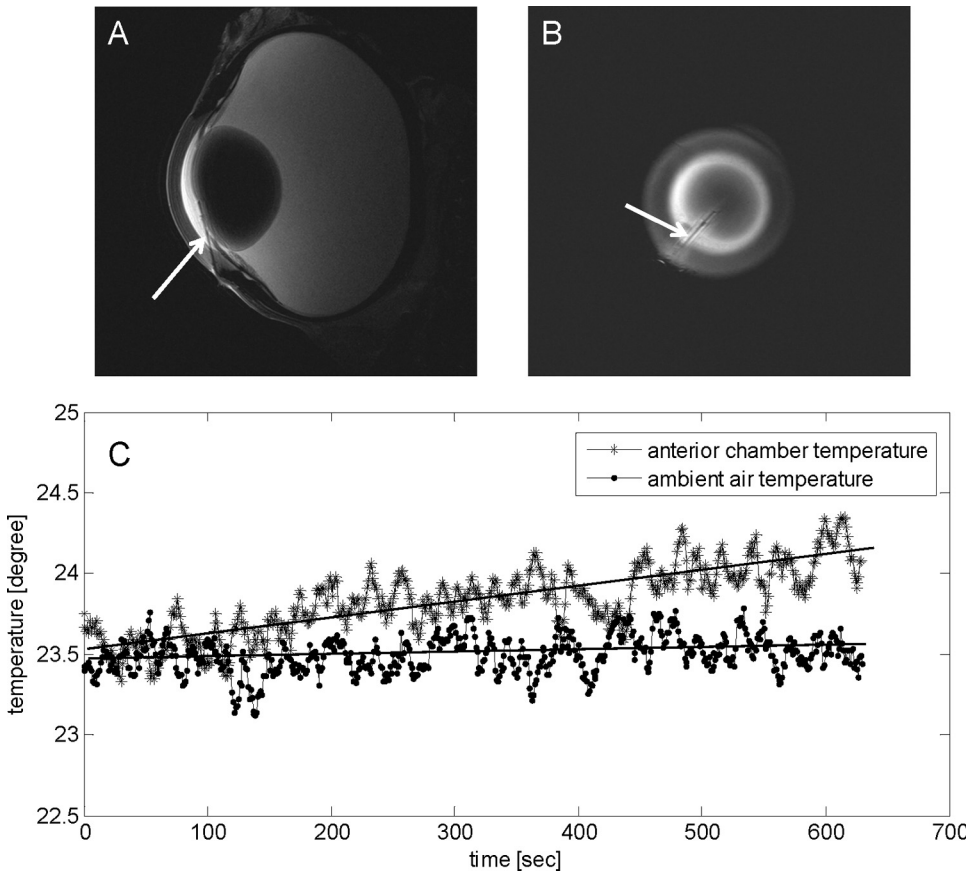 A
B
C
anterior chamber temperature
ambient air temperature
temperature [degree]
25
24.5
24
23.5
23
22.5
0 100 200 300 400 500 600 700
time [sec]